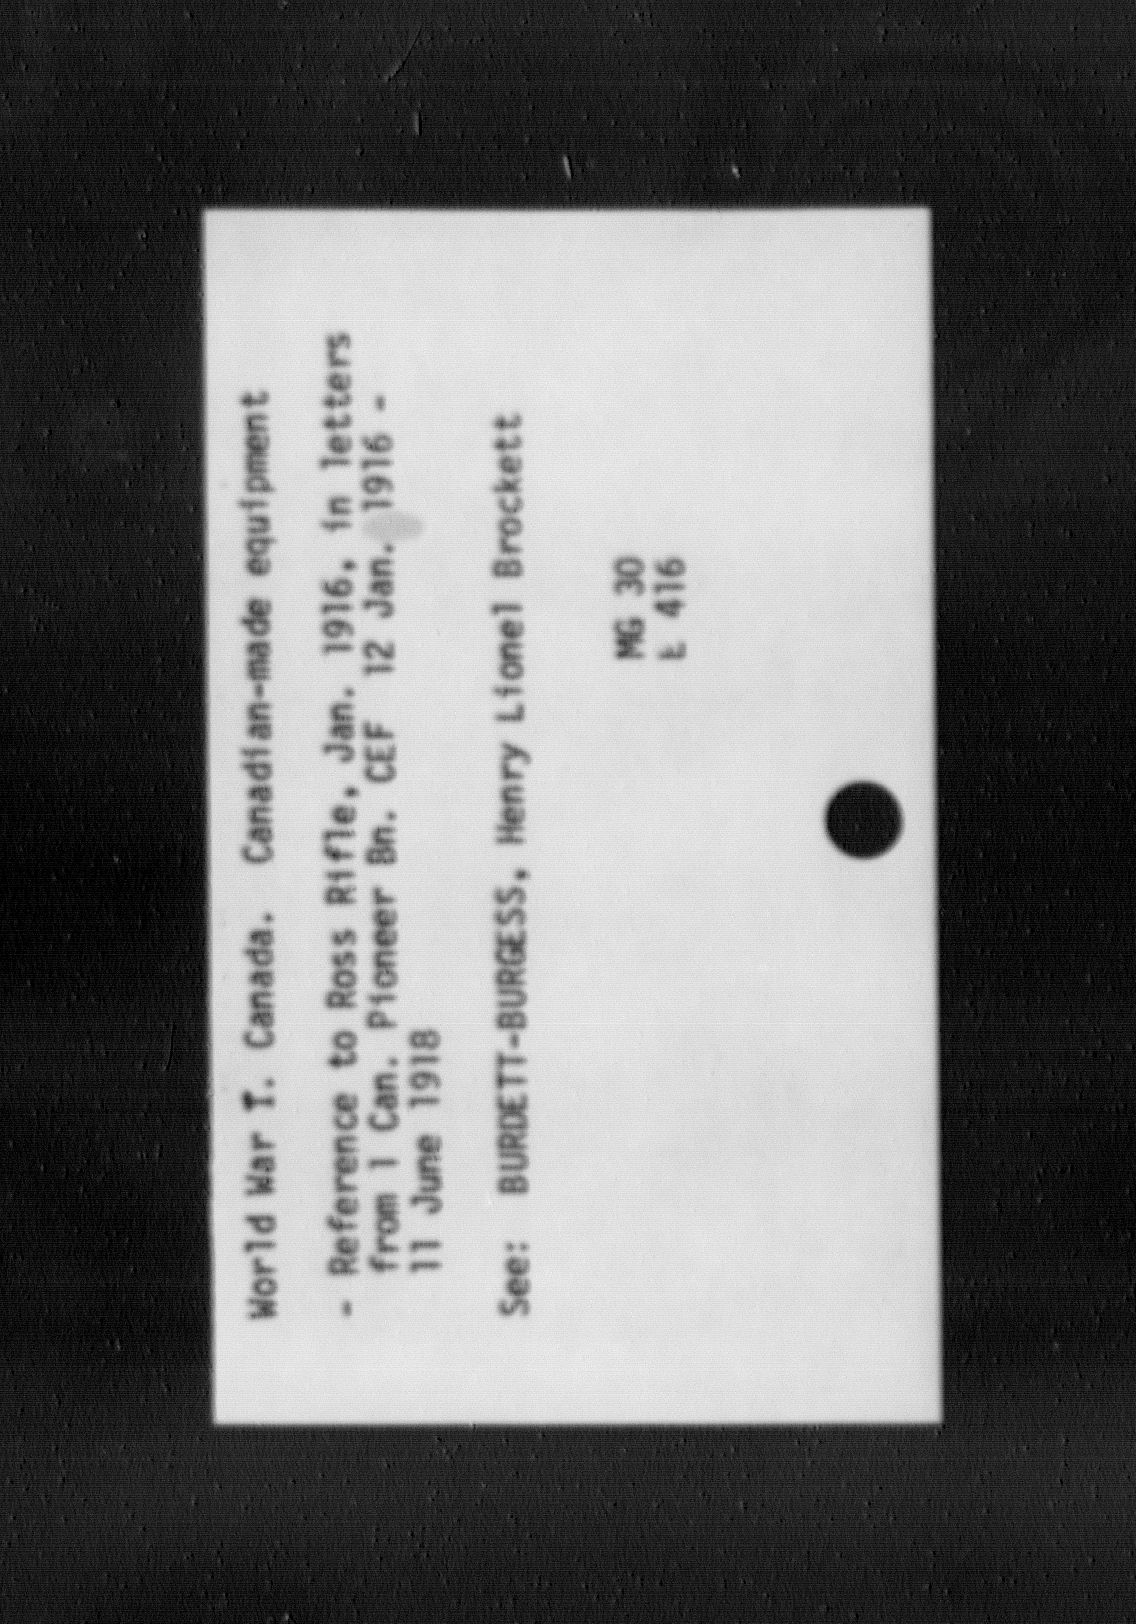 World War I. Canada. Canadian-made equipment
- Reference to Ross Rifle, Jan. 1916, in letters
from 1 Can. Pioneer Bn. CEF 12 Jan. 1916 -
11 June 1918
See: BURDETT-BURGESS, Henry Lionel Brockett
MG 30
E 416